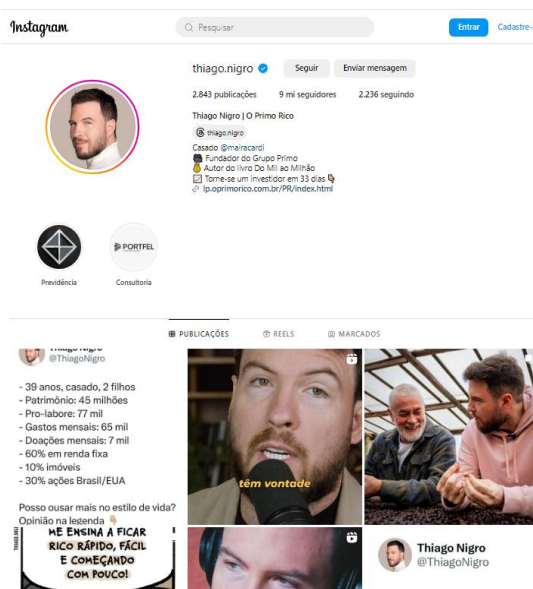 Instagram
Pesquisar
Entrar
Cadastre-
thiago.nigro
Seguir
Enviar mensagem
2.843 publicações 9 mi seguidores 2.236 seguindo
Thiago Nigro | O Primo Rico
thiago.nigro
Casado @mairacardi
Fundador do Grupo Primo
Autor do livro Do Mil ao Milhão
Torne-se um investidor em 33 dias
lp.oprimorico.com.br/PR/index.html
PORTFEL
Previdência
Consultoria
PUBLICAÇÕES
REELS
MARCADOS
Thiago Nigro
@ThiagoNigro
- 39 anos, casado, 2 filhos
- Patrimônio: 45 milhões
- Pro-labore: 77 mil
- Gastos mensais: 65 mil
- Doações mensais: 7 mil
- 60% em renda fixa
- 10% imóveis
- 30% ações Brasil/EUA
Posso ousar mais no estilo de vida?
Opinião na legenda
têm vontade
ME ENSINA A FICAR
RICO RÁPIDO, FÁCIL
E COMEÇANDO
COM POUCO!
Thiago Nigro
@ThiagoNigro